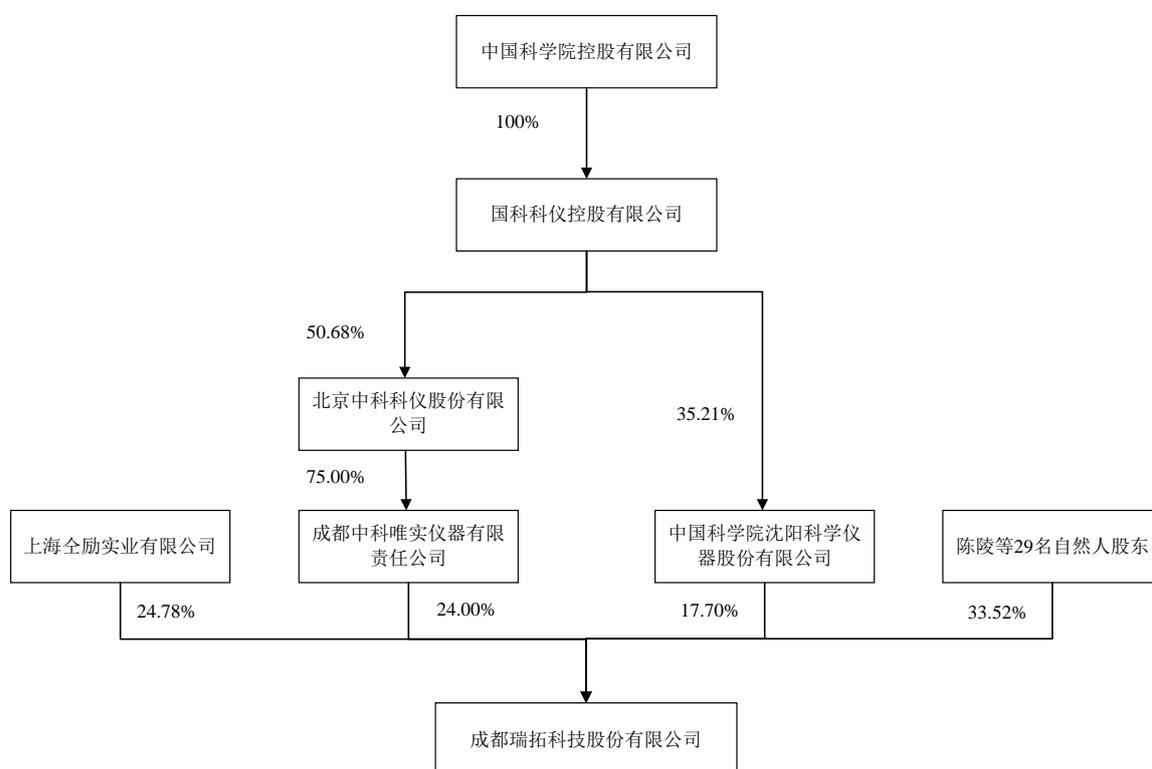 中国科学院控股有限公司
100%
国科科仪控股有限公司
50.68%
北京中科科仪股份有限
公司
35.21%
75.00%
上海仝励实业有限公司
成都中科唯实仪器有限
责任公司
中国科学院沈阳科学仪
器股份有限公司
陈陵等29名自然人股东
24.78%
24.00%
17.70%
33.52%
成都瑞拓科技股份有限公司